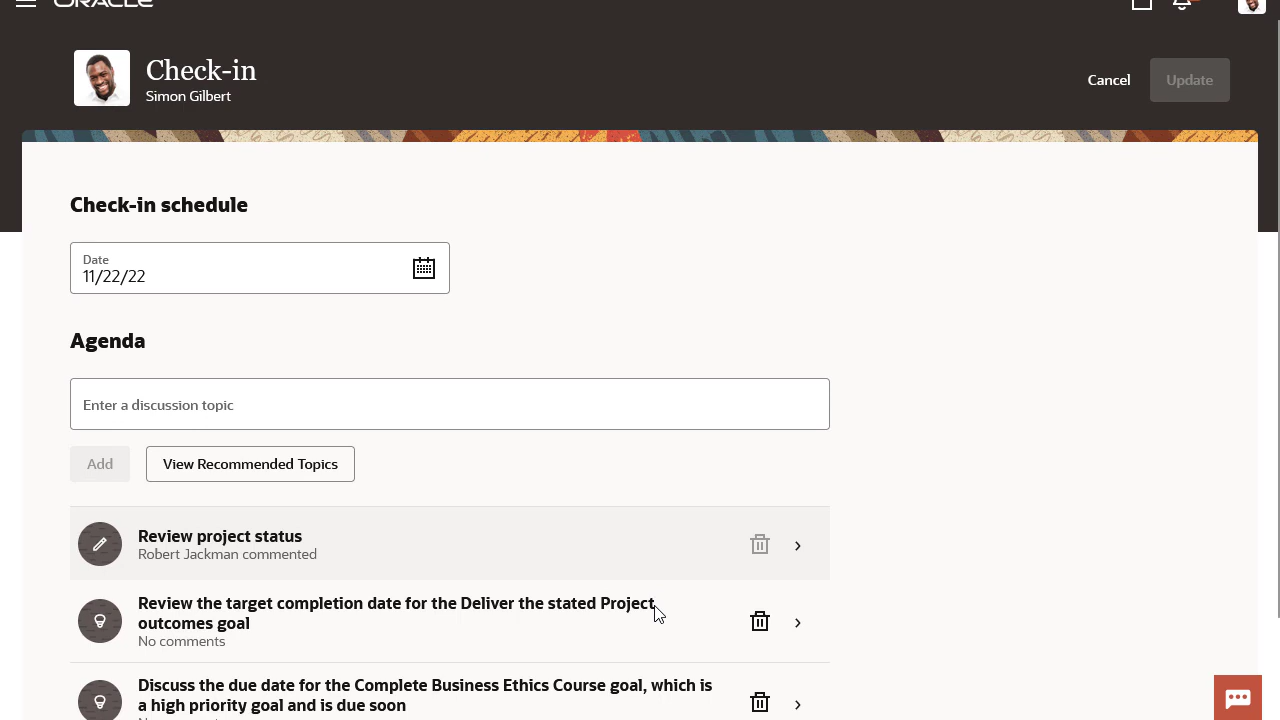 ORACLE
Check-in
Simon Gilbert
Cancel
Update
Check-in schedule
Date
11/22/22
Agenda
Enter a discussion topic
Add
View Recommended Topics
Review project status
Robert Jackman commented
Review the target completion date for the Deliver the stated Project
outcomes goal
No comments
Discuss the due date for the Complete Business Ethics Course goal, which is
a high priority goal and is due soon